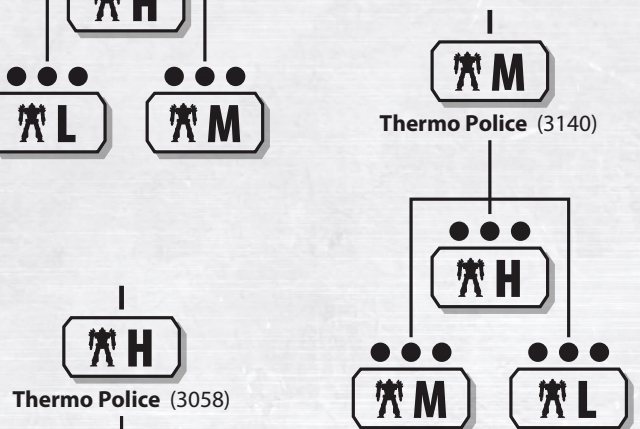 H
M
Thermo Police (3140)
L
M
H
H
Thermo Police (3058)
M
L